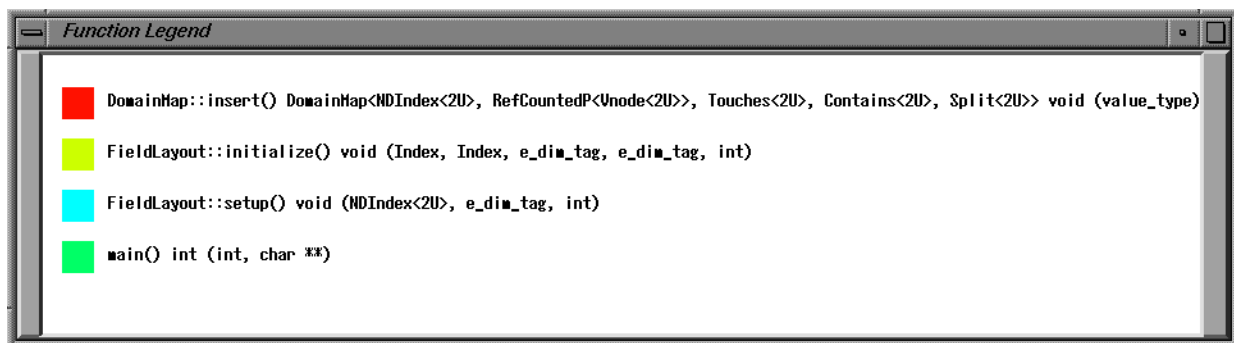 Function Legend
DomainMap::insert() DomainMap<NDIndex<2U>, RefCountedP<Vnode<2U>>, Touches<2U>, Contains<2U>, Split<2U>> void (value_type)
FieldLayout::initialize() void (Index, Index, e_dim_tag, e_dim_tag, int)
FieldLayout::setup() void (NDIndex<2U>, e_dim_tag, int)
main() int (int, char **)